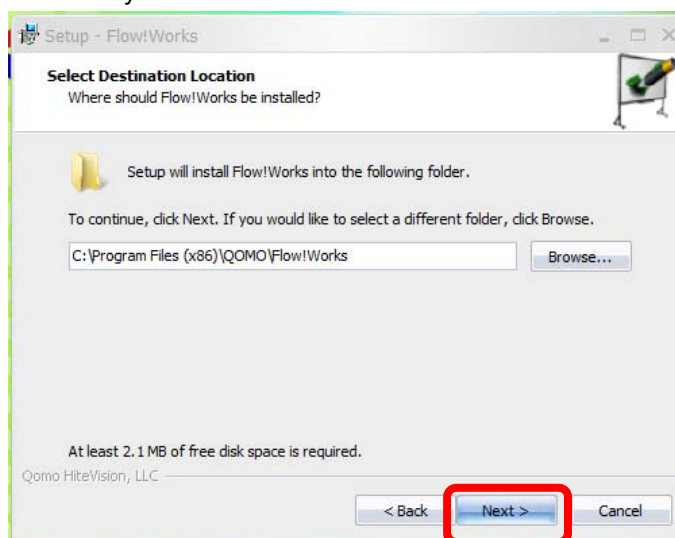 Setup - Flow!Works
Select Destination Location
Where should Flow!Works be installed?
Setup will install Flow!Works into the following folder.
To continue, click Next. If you would like to select a different folder, click Browse.
C:\Program Files (x86)\QOMO\Flow!Works
Browse...
At least 2.1 MB of free disk space is required.
Qomo HiteVision, LLC
< Back Next > Cancel